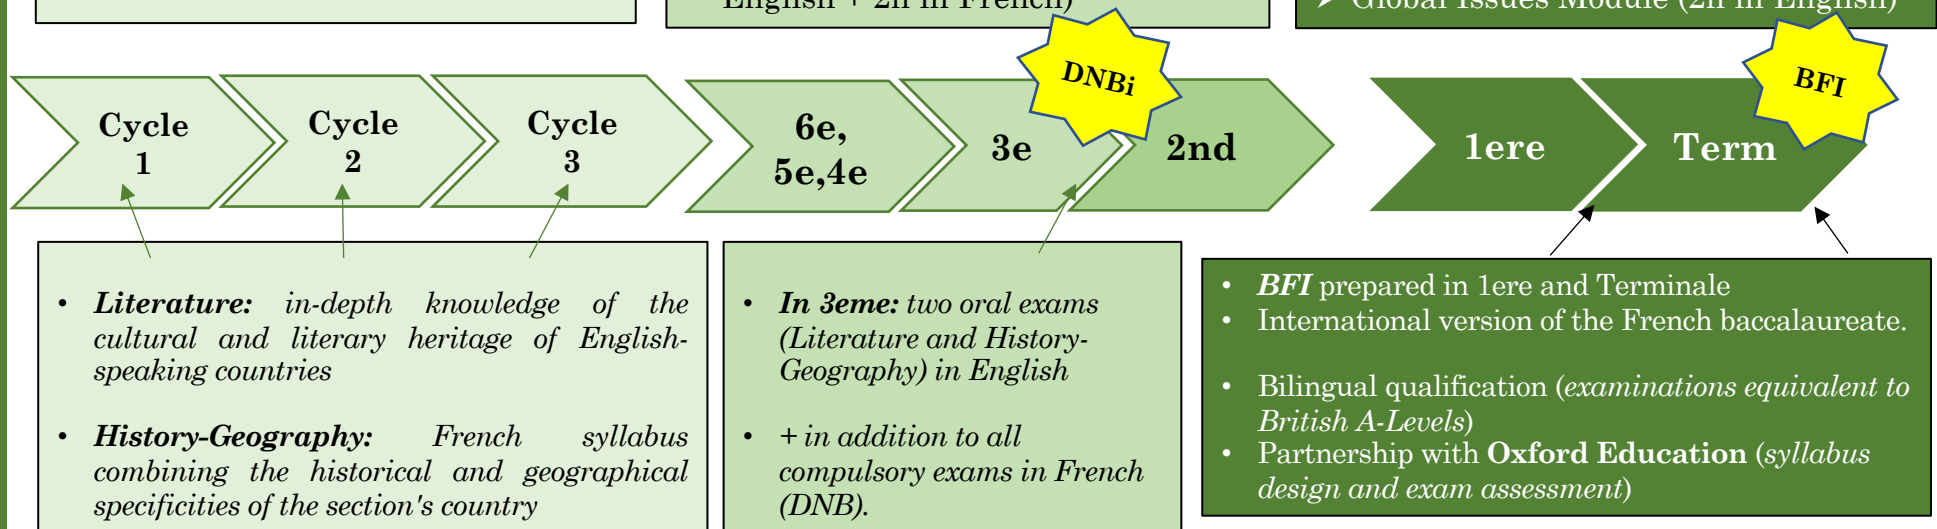 English + 2h in French)
Global Issues Module (2h in English)
DNBi
BFI
Cycle
1
Cycle
2
Cycle
3
6e,
5e,4e
3e
2nd
1ere
Term
• Literature: in-depth knowledge of the
cultural and literary heritage of English-
speaking countries
• History-Geography: French syllabus
combining the historical and geographical
specificities of the section's country
• In 3eme: two oral exams
(Literature and History-
Geography) in English
• + in addition to all
compulsory exams in French
(DNB).
• BFI prepared in 1ere and Terminale
• International version of the French baccalaureate.
• Bilingual qualification (examinations equivalent to
British A-Levels)
• Partnership with Oxford Education (syllabus
design and exam assessment)